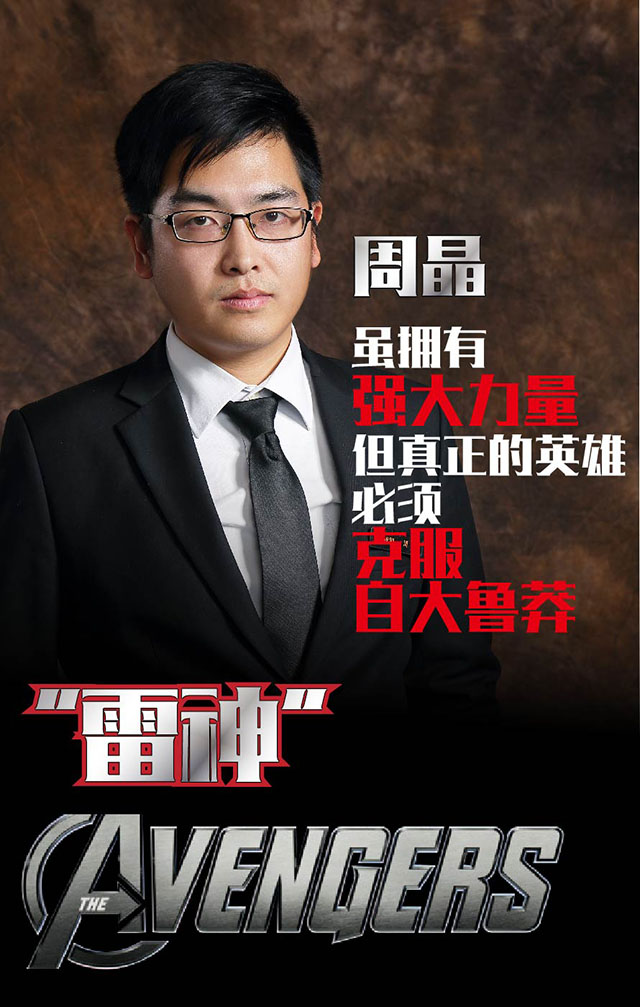 周晶
虽拥有
强大力量
但真正的英雄
必须
克服
自大鲁莽
"雷神"
THE AVENGERS